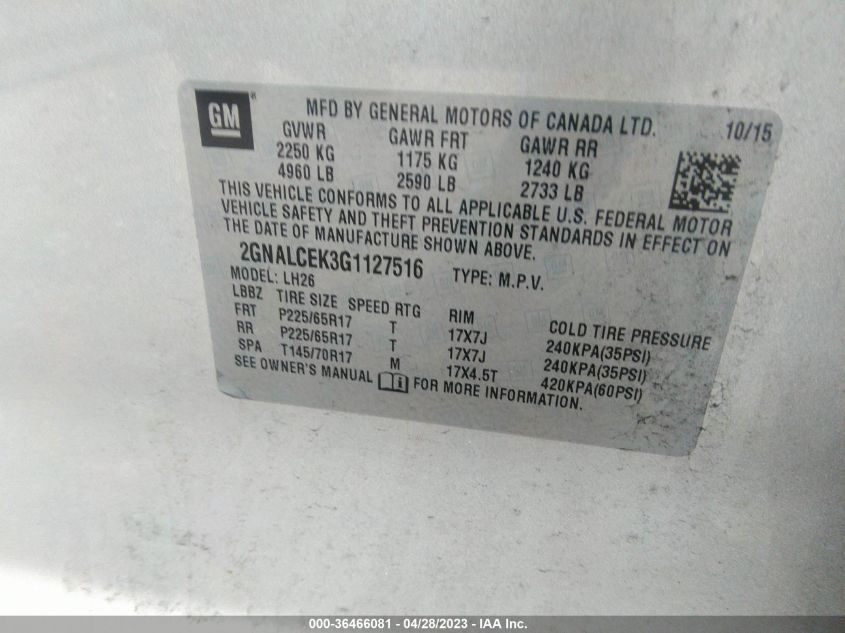 GM®
MFD BY GENERAL MOTORS OF CANADA LTD. 10/15
GVWR GAWR FRT GAWR RR
2250 KG 1175 KG 1240 KG
4960 LB 2590 LB 2733 LB
THIS VEHICLE CONFORMS TO ALL APPLICABLE U.S. FEDERAL MOTOR
VEHICLE SAFETY AND THEFT PREVENTION STANDARDS IN EFFECT ON
THE DATE OF MANUFACTURE SHOWN ABOVE.
2GNALCEK3G1127516 TYPE: M.P.V.
MODEL: LH26
LBBZ TIRE SIZE SPEED RTG RIM COLD TIRE PRESSURE
FRT P225/65R17 T 17X7J 240KPA(35PSI)
RR P225/65R17 T 17X7J 240KPA(35PSI)
SPA T145/70R17 M 17X4.5T 420KPA(60PSI)
SEE OWNER'S MANUAL FOR MORE INFORMATION.
000-36466081 - 04/28/2023 - IAA Inc.